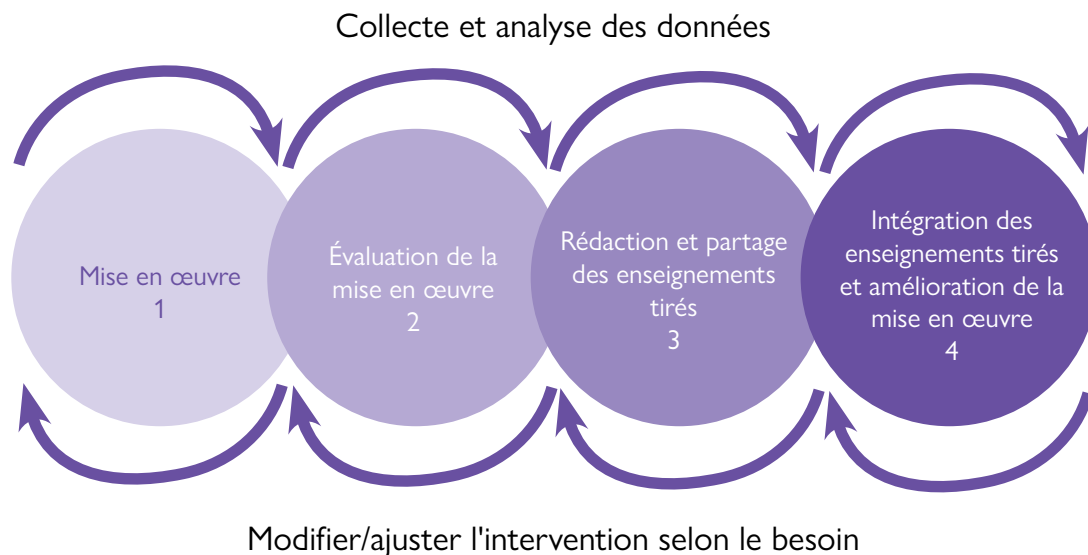 Collecte et analyse des données
Mise en œuvre
1
Évaluation de la
mise en œuvre
2
Rédaction et partage
des enseignements
tirés
3
Intégration des
enseignements tirés
et amélioration de la
mise en œuvre
4
Modifier/ajuster l'intervention selon le besoin